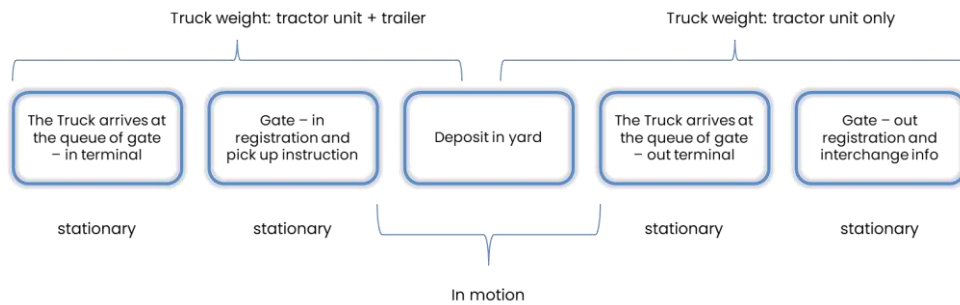 Truck weight: tractor unit + trailer
Truck weight: tractor unit only
The Truck arrives at
the queue of gate
– in terminal
Gate – in
registration and
pick up instruction
Deposit in yard
The Truck arrives at
the queue of gate
– out terminal
Gate – out
registration and
interchange info
stationary
stationary
stationary
stationary
In motion